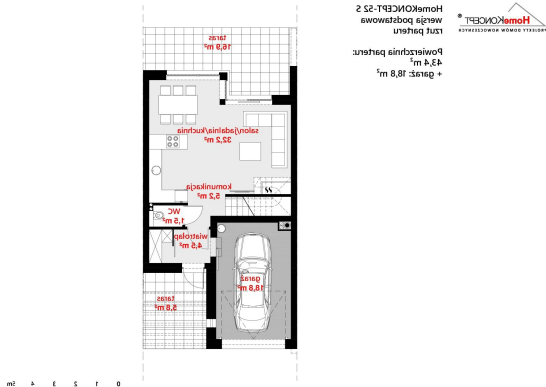 HomeKONCEPT-52 S
wersja podstawowa
rzut parteru
Powierzchnia parteru:
43,4 m²
+ garaż: 18,8 m²
HomeKONCEPT®
PROJEKTY DOMÓW NOWOCZESNYCH
taras
16,9 m²
salon/jadalnia/kuchnia
32,2 m²
komunikacja
5,2 m²
WC
1,5 m²
wiatrołap
4,5 m²
garaż
18,8 m²
taras
5,8 m²
0 1 2 3 4 5m